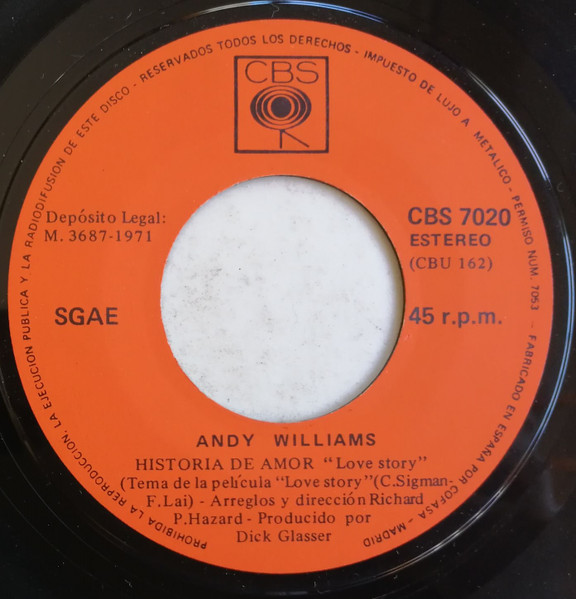 PROHIBIDA LA REPRODUCCION, LA EJECUCION PUBLICA Y LA RADIODIFUSION DE ESTE DISCO - RESERVADOS TODOS LOS DERECHOS - IMPUESTO DE LUJO A METALICO - PERMISO NUM. 7053 - FABRICADO EN ESPAÑA POR COFASA - MADRID
CBS
Depósito Legal:
M. 3687-1971
CBS 7020
ESTEREO
(CBU 162)
SGAE
45 r.p.m.
ANDY WILLIAMS
HISTORIA DE AMOR "Love story"
(Tema de la película "Love story"(C.Sigman-
F.Lai) - Arreglos y dirección Richard
P.Hazard - Producido por
Dick Glasser